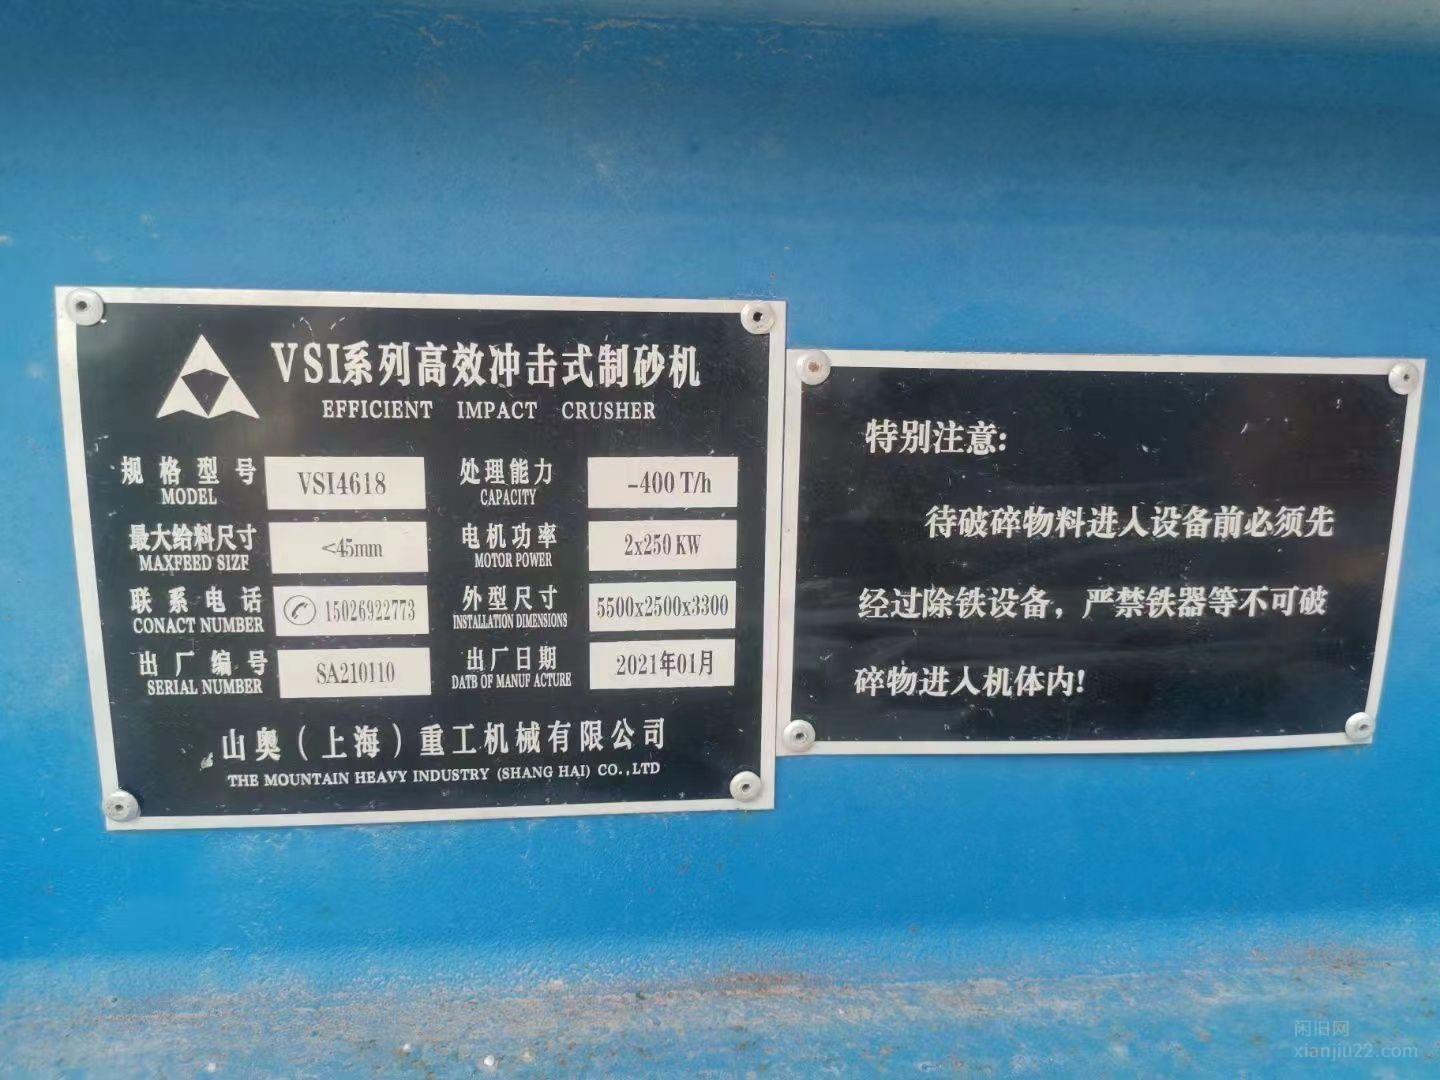 VSI系列高效冲击式制砂机
EFFICIENT IMPACT CRUSHER
规格型号 VSI4618 处理能力 -400 T/h
MODEL CAPACITY
最大给料尺寸 <45mm 电机功率 2x250 KW
MAXFEED SIZF MOTOR POWER
联系电话 15026922773 外型尺寸 5500x2500x3300
CONACT NUMBER INSTALLATION DIMENSIONS
出厂编号 SA210110 出厂日期 2021年01月
SERIAL NUMBER DATB OF MANUF ACTURE
山奥（上海）重工机械有限公司
THE MOUNTAIN HEAVY INDUSTRY (SHANG HAI) CO.,LTD
特别注意:
待破碎物料进入设备前必须先
经过除铁设备，严禁铁器等不可破
碎物进入机体内!
闲旧网
xianjiu22.com